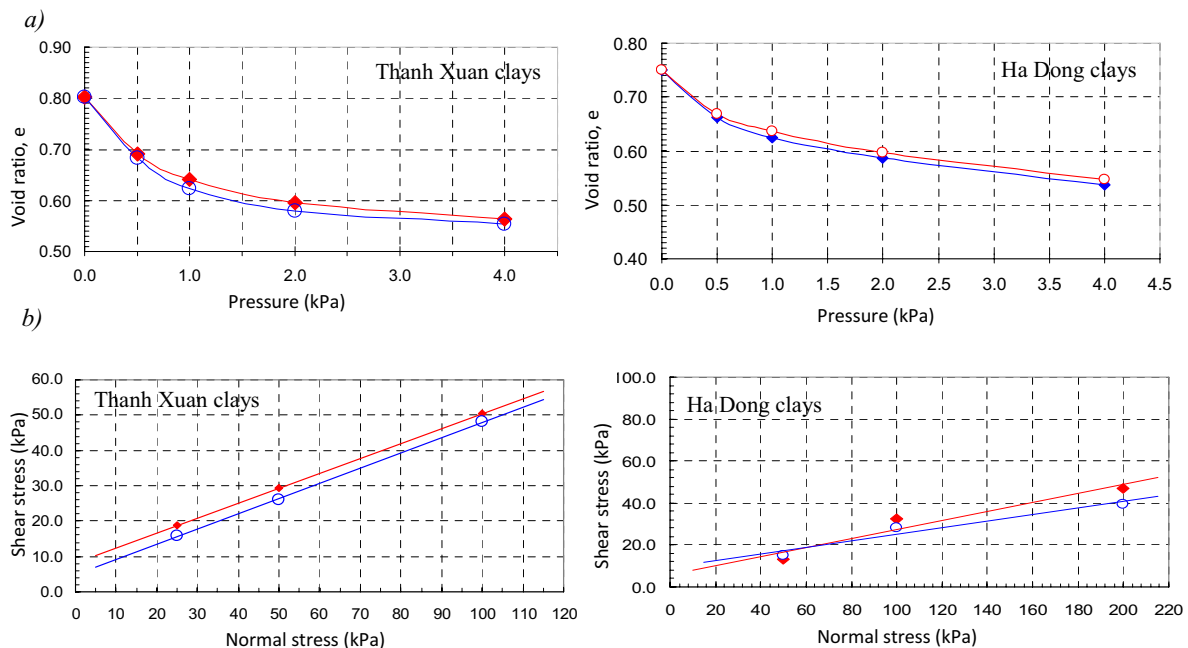 a)
0.90
0.80
0.70
0.60
0.50
Void ratio, e
Thanh Xuan clays
0.0 1.0 2.0 3.0 4.0
Pressure (kPa)
0.80
0.70
0.60
0.50
0.40
Void ratio, e
Ha Dong clays
0.0 0.5 1.0 1.5 2.0 2.5 3.0 3.5 4.0 4.5
Pressure (kPa)
b)
60.0
50.0
40.0
30.0
20.0
10.0
0.0
Shear stress (kPa)
Thanh Xuan clays
0 10 20 30 40 50 60 70 80 90 100 110 120
Normal stress (kPa)
100.0
80.0
60.0
40.0
20.0
0.0
Shear stress (kPa)
Ha Dong clays
0 20 40 60 80 100 120 140 160 180 200 220
Normal stress (kPa)